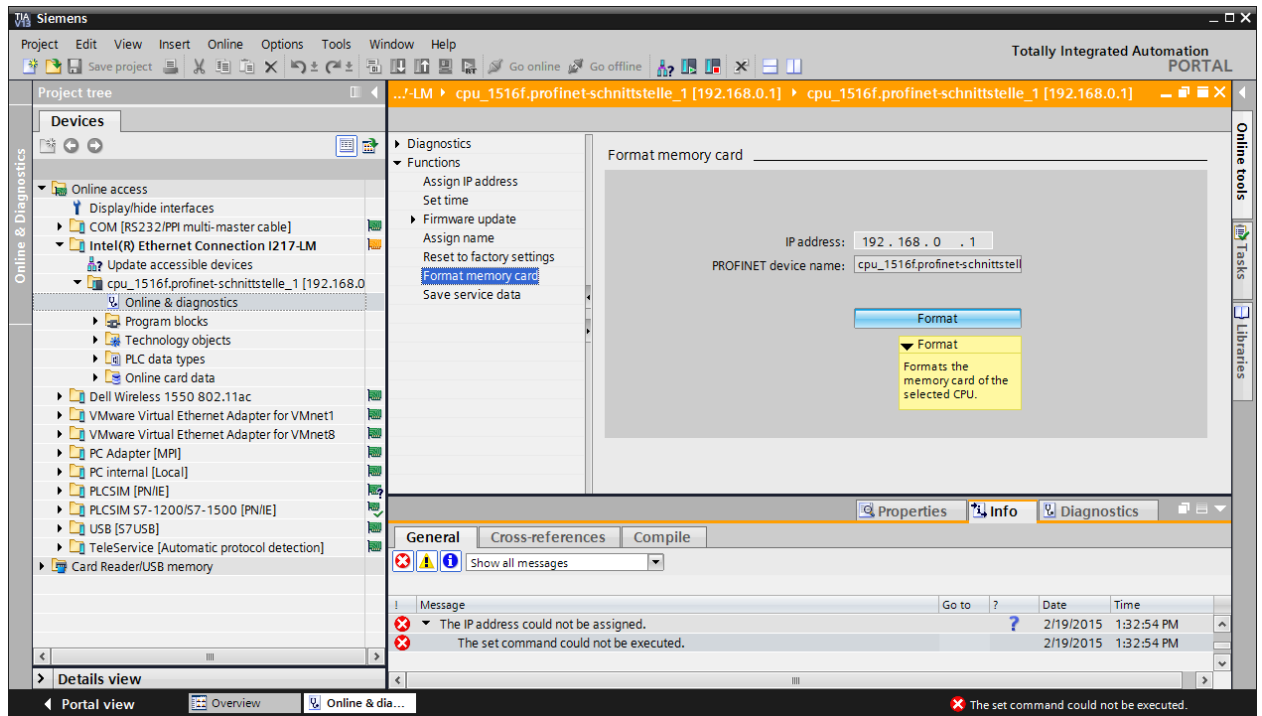 Siemens
Project Edit View Insert Online Options Tools Window Help
Save project Go online Go offline
Totally Integrated Automation
PORTAL
Project tree
...'-LM cpu_1516f.profinet-schnittstelle_1 [192.168.0.1] cpu_1516f.profinet-schnittstelle_1 [192.168.0.1]
Online & Diagnostics
Devices
Online access
Display/hide interfaces
COM [RS232/PPI multi-master cable]
Intel(R) Ethernet Connection I217-LM
Update accessible devices
cpu_1516f.profinet-schnittstelle_1 [192.168.0
Online & diagnostics
Program blocks
Technology objects
PLC data types
Online card data
Dell Wireless 1550 802.11ac
VMware Virtual Ethernet Adapter for VMnet1
VMware Virtual Ethernet Adapter for VMnet8
PC Adapter [MPI]
PC internal [Local]
PLCSIM [PN/IE]
PLCSIM S7-1200/S7-1500 [PN/IE]
USB [S7USB]
TeleService [Automatic protocol detection]
Card Reader/USB memory
Details view
Diagnostics
Functions
Assign IP address
Set time
Firmware update
Assign name
Reset to factory settings
Format memory card
Save service data
Format memory card
IP address: 192 . 168 . 0 . 1
PROFINET device name: cpu_1516f.profinet-schnittstell
Format
Format
Formats the
memory card of the
selected CPU.
Online tools
Tasks
Libraries
Properties Info Diagnostics
General Cross-references Compile
Show all messages
! Message Go to ? Date Time
The IP address could not be assigned. ? 2/19/2015 1:32:54 PM
The set command could not be executed. 2/19/2015 1:32:54 PM
Portal view Overview Online & dia... The set command could not be executed.